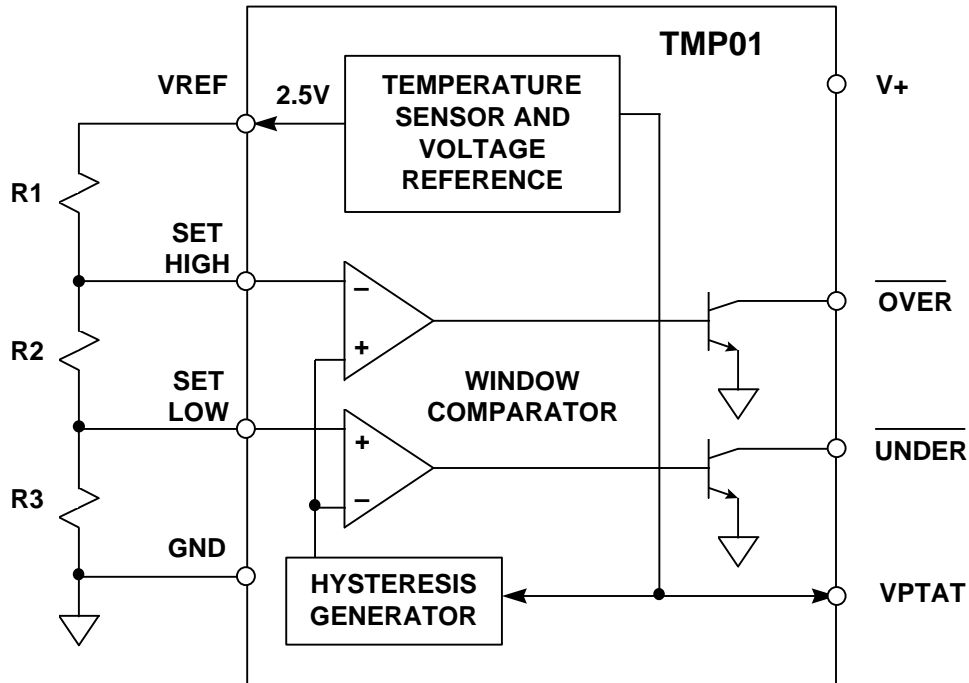 TMP01
VREF
2.5V
TEMPERATURE
SENSOR AND
VOLTAGE
REFERENCE
V+
R1
SET
HIGH
−
+
OVER
R2
SET
LOW
WINDOW
COMPARATOR
+
−
UNDER
R3
GND
HYSTERESIS
GENERATOR
VPTAT